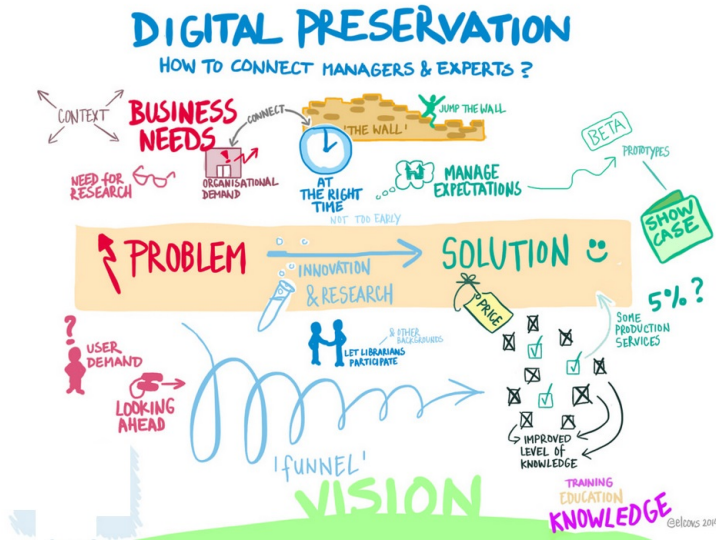 DIGITAL PRESERVATION
HOW TO CONNECT MANAGERS & EXPERTS ?
CONTEXT
BUSINESS
NEEDS
CONNECT
'THE WALL'
JUMP THE WALL
BETA
PROTOTYPES
NEED FOR
RESEARCH
ORGANISATIONAL
DEMAND
AT
THE RIGHT
TIME
NOT TOO EARLY
MANAGE
EXPECTATIONS
SHOW
CASE
PROBLEM
INNOVATION
& RESEARCH
SOLUTION
PRICE
5% ?
SOME
PRODUCTION
SERVICES
?
USER
DEMAND
LOOKING
AHEAD
& OTHER
BACKGROUNDS
LET LIBRARIANS
PARTICIPATE
'FUNNEL'
IMPROVED
LEVEL OF
KNOWLEDGE
VISION
TRAINING
EDUCATION
KNOWLEDGE